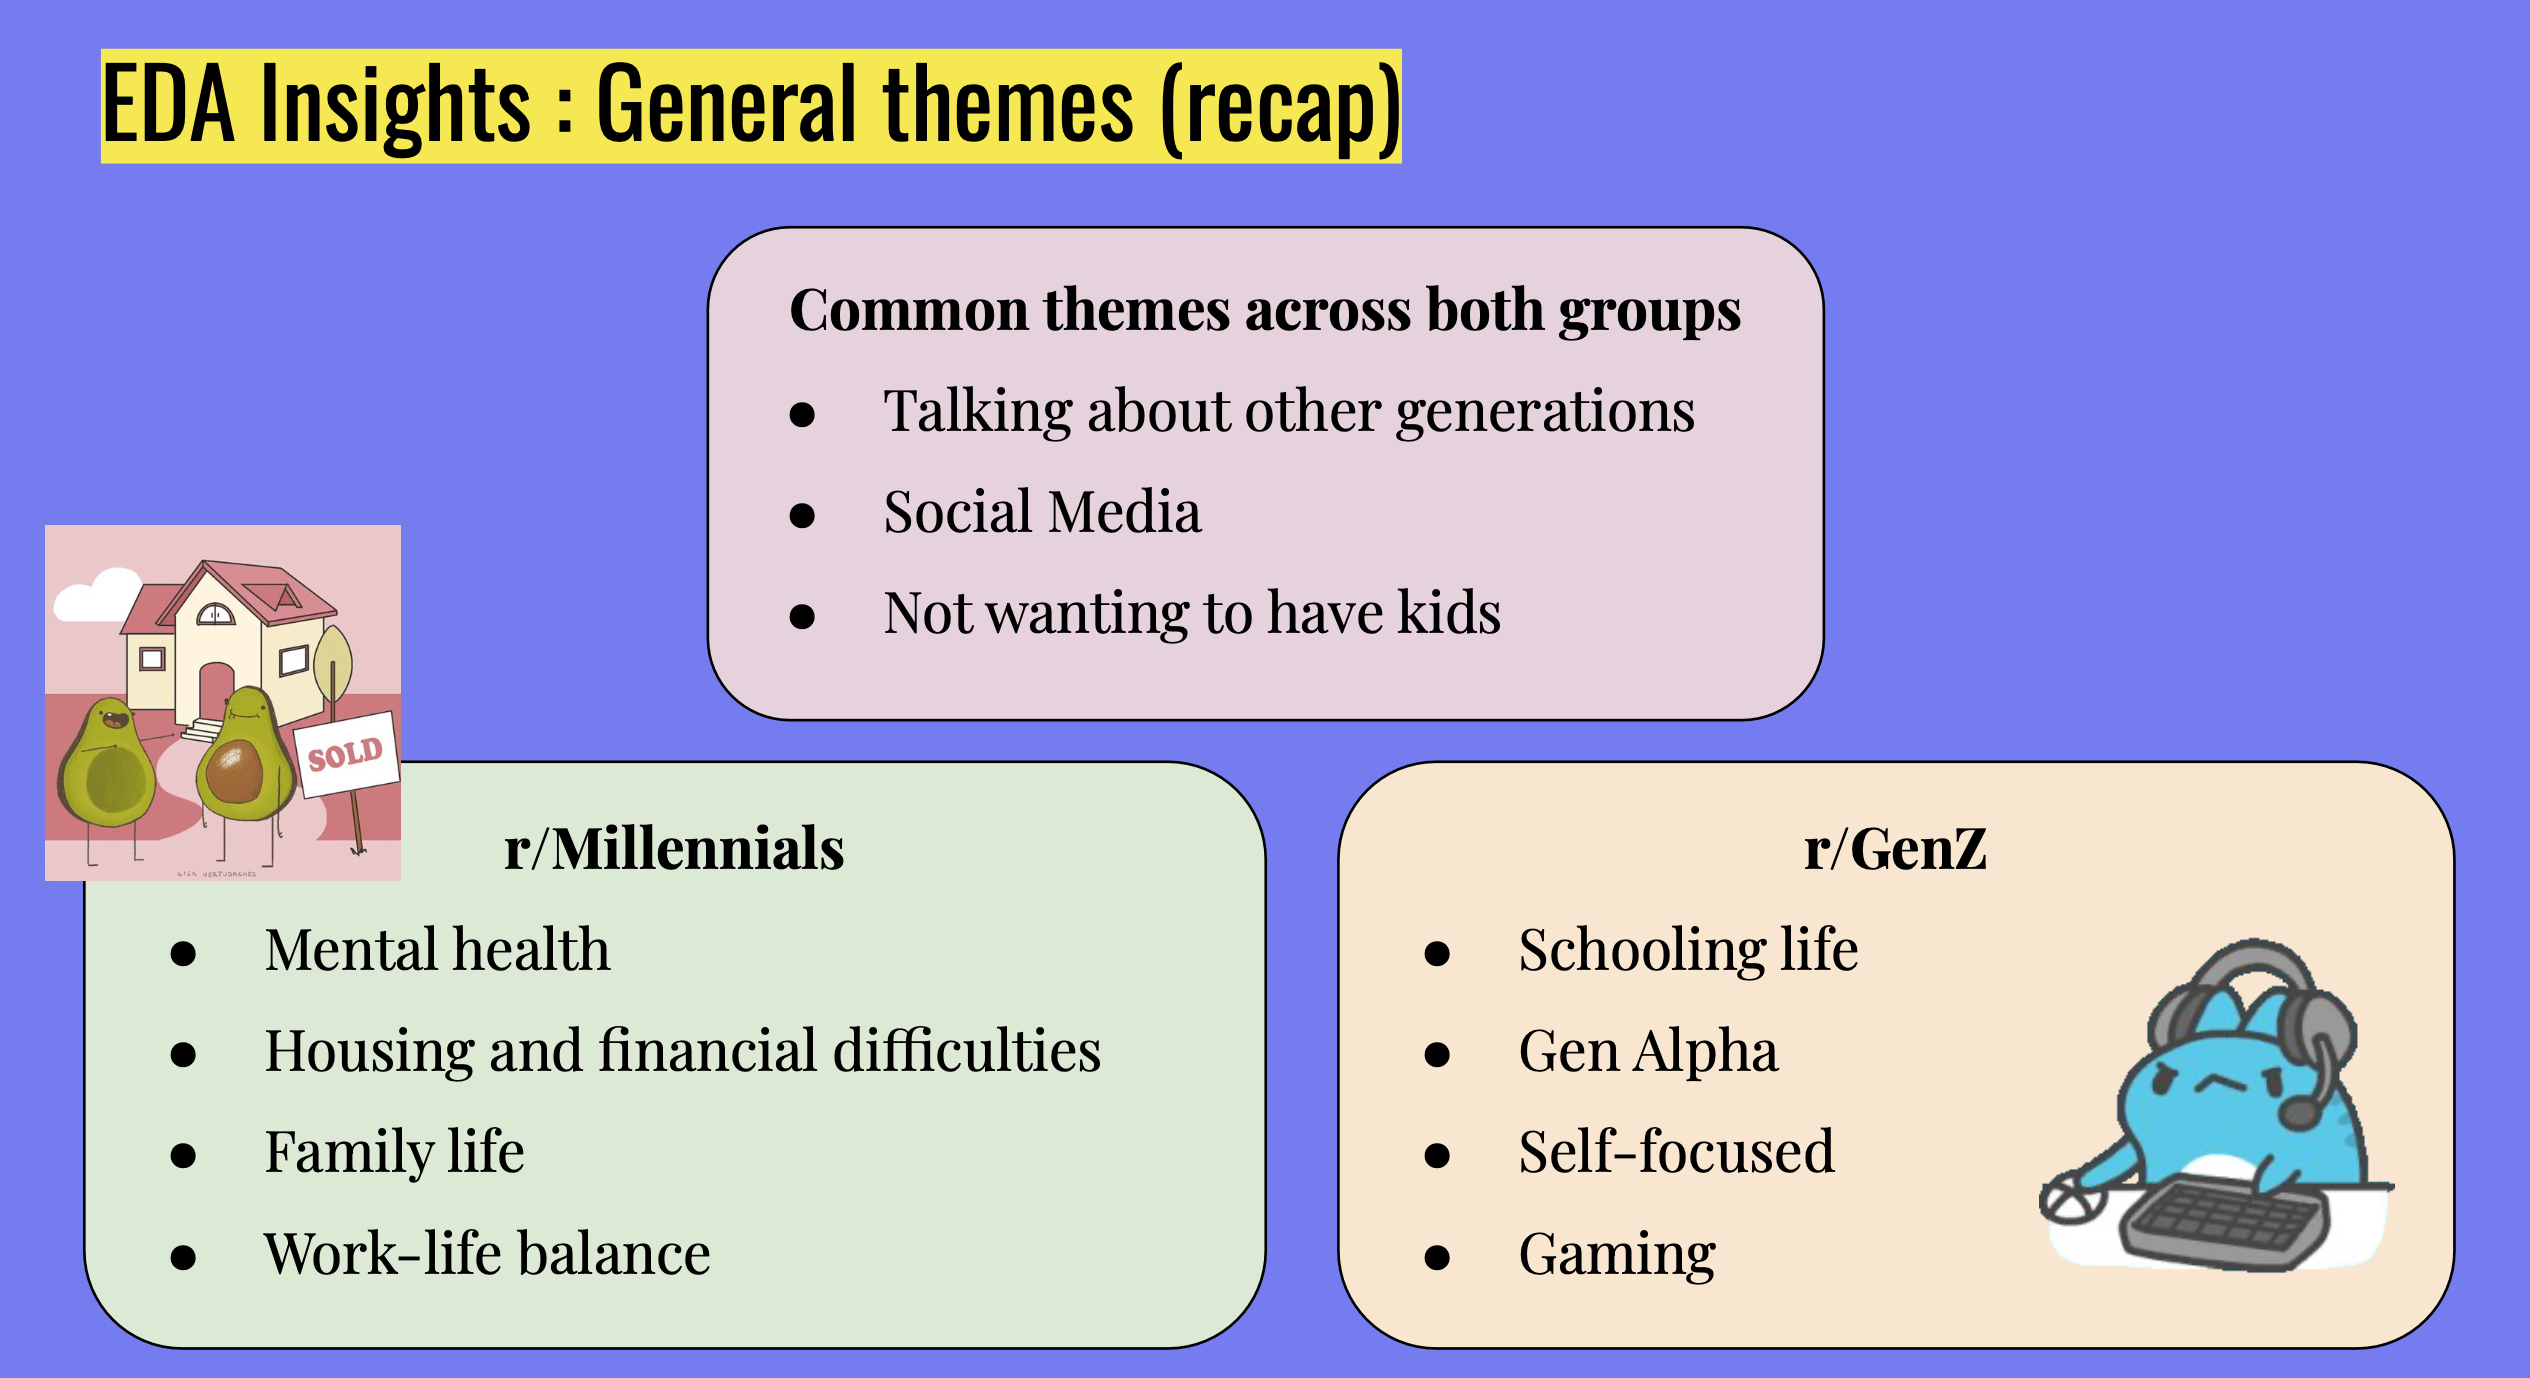 EDA Insights : General themes (recap)
Common themes across both groups
● Talking about other generations
● Social Media
● Not wanting to have kids
SOLD
LISA VERTUDACHES
r/Millennials
● Mental health
● Housing and financial difficulties
● Family life
● Work-life balance
r/GenZ
● Schooling life
● Gen Alpha
● Self-focused
● Gaming